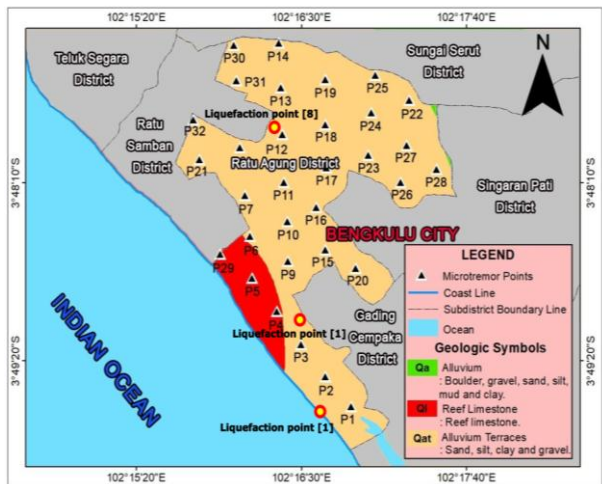 102°15'20"E
102°16'30"E
102°17'40"E
Teluk Segara
District
P30
P14
Sungai Serut
District
N
P31
P13
P19
P25
P22
Liquefaction point [8]
P24
Ratu
Samban
District
P32
P18
P12
P21
Ratu Agung District
P23
P27
3°48'10"S
3°48'10"S
P17
P28
P11
P26
Singaran Pati
District
P7
P16
P10
BENGKULU CITY
P6
P29
P15
P9
P20
P5
P4
Gading
Cempaka
District
Liquefaction point [1]
P3
3°49'20"S
3°49'20"S
P2
P1
Liquefaction point [1]
INDIAN OCEAN
LEGEND
Microtremor Points
Coast Line
Subdistrict Boundary Line
Ocean
Geologic Symbols
Qa Alluvium
: Boulder, gravel, sand, silt,
mud and clay.
Ql Reef Limestone
: Reef limestone.
Qat Alluvium Terraces
: Sand, silt, clay and gravel.
102°15'20"E
102°16'30"E
102°17'40"E